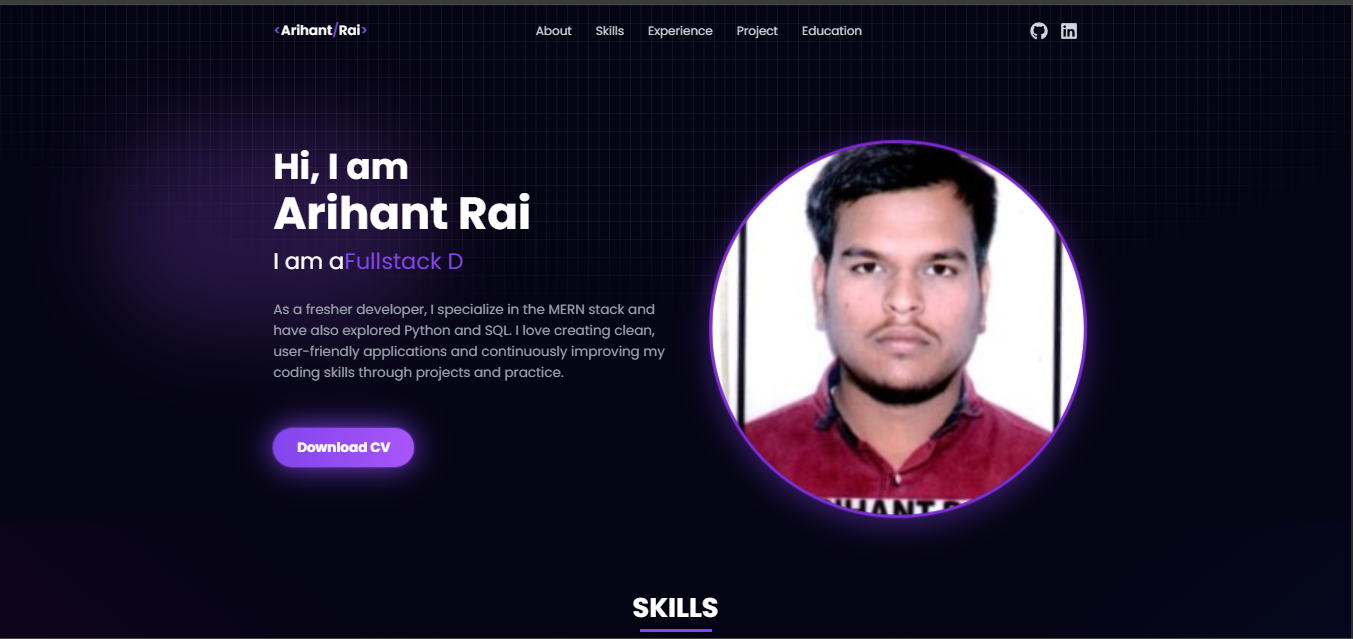 <Arihant/Rai>
About Skills Experience Project Education
Hi, I am
Arihant Rai
I am aFullstack D
As a fresher developer, I specialize in the MERN stack and
have also explored Python and SQL. I love creating clean,
user-friendly applications and continuously improving my
coding skills through projects and practice.
Download CV
SKILLS